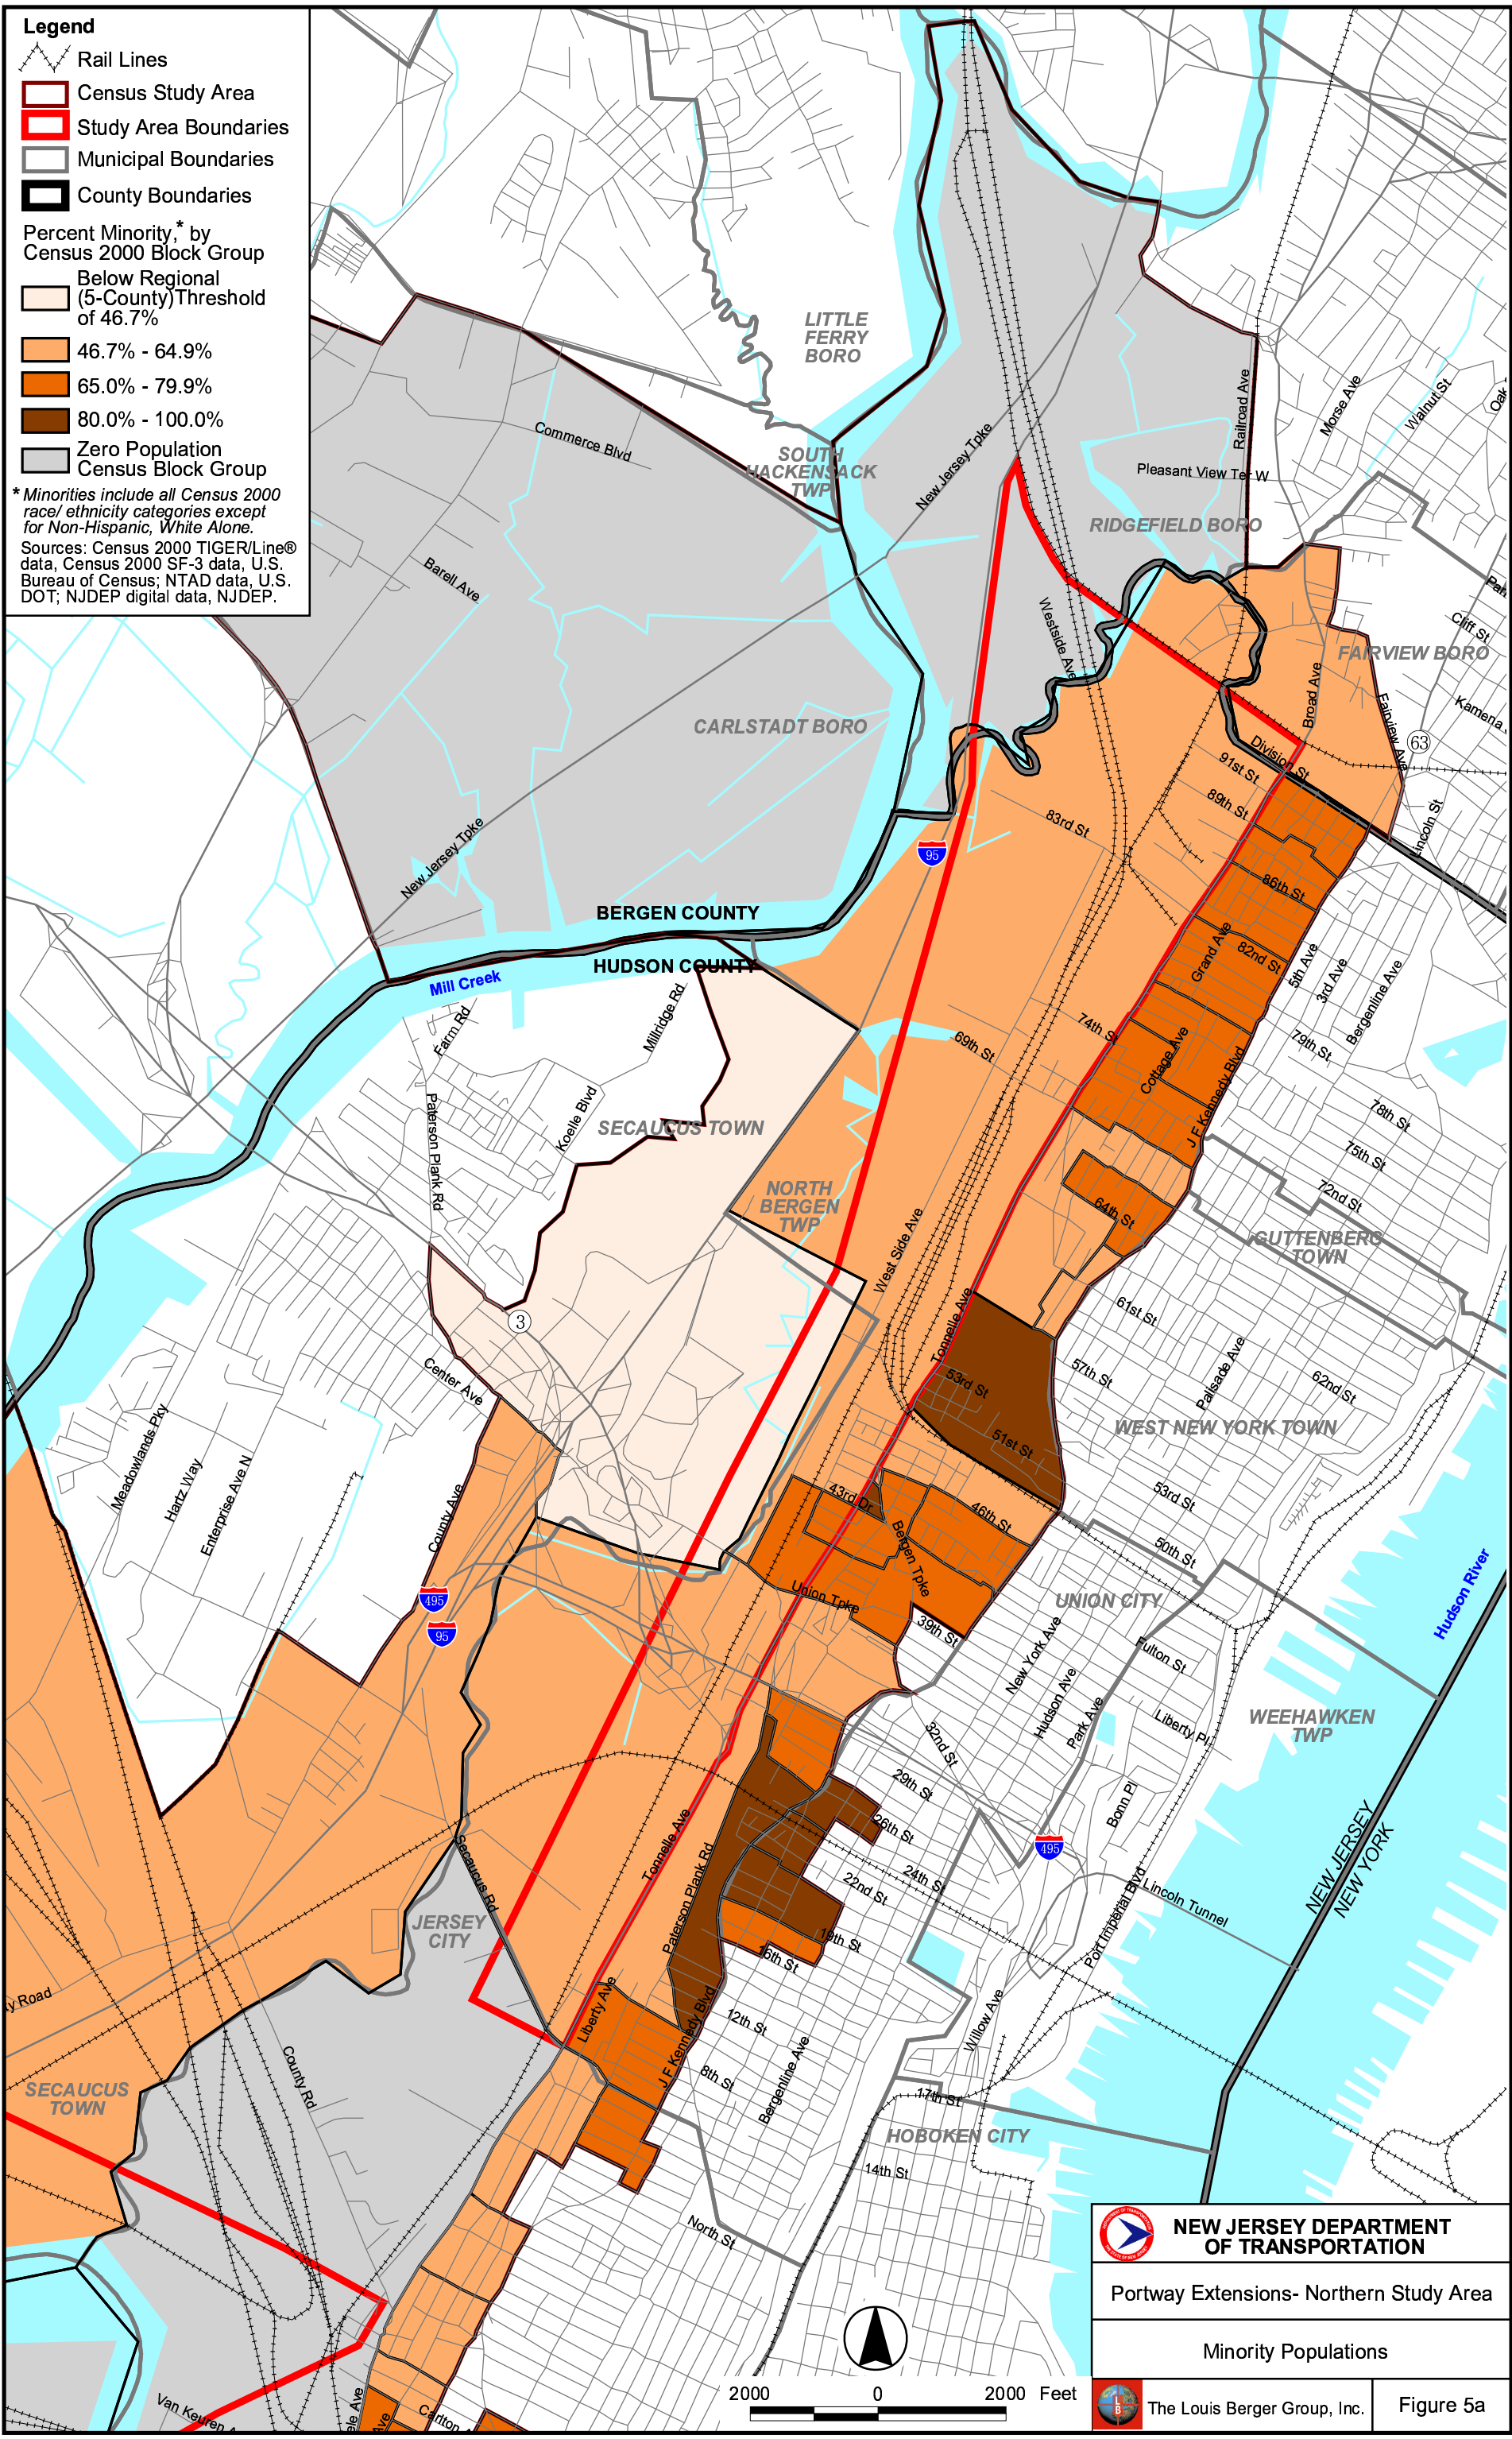 Legend
Rail Lines
Census Study Area
Study Area Boundaries
Municipal Boundaries
County Boundaries
Percent Minority,* by
Census 2000 Block Group
Below Regional
(5-County)Threshold
of 46.7%
46.7% - 64.9%
65.0% - 79.9%
80.0% - 100.0%
Zero Population
Census Block Group
* Minorities include all Census 2000
race/ ethnicity categories except
for Non-Hispanic, White Alone.
Sources: Census 2000 TIGER/Line®
data, Census 2000 SF-3 data, U.S.
Bureau of Census; NTAD data, U.S.
DOT; NJDEP digital data, NJDEP.
LITTLE
FERRY
BORO
Commerce Blvd
SOUTH
HACKENSACK
TWP
New Jersey Tpke
Railroad Ave
Morse Ave
Walnut St
Oak
Pleasant View Ter W
RIDGEFIELD BORO
Barell Ave
Westside Ave
Cliff St
FAIRVIEW BORO
Kamena
Broad Ave
Fairview Ave
63
CARLSTADT BORO
Division St
91st St
89th St
83rd St
Lincoln St
New Jersey Tpke
95
86th St
BERGEN COUNTY
HUDSON COUNTY
Mill Creek
82nd St
Grand Ave
5th Ave
3rd Ave
Bergenline Ave
Farm Rd
Millridge Rd
74th St
69th St
79th St
Cottage Ave
J F Kennedy Blvd
Paterson Plank Rd
Koelle Blvd
SECAUCUS TOWN
78th St
75th St
72nd St
NORTH
BERGEN
TWP
64th St
GUTTENBERG
TOWN
West Side Ave
61st St
3
Tonnelle Ave
57th St
Palisade Ave
62nd St
Center Ave
53rd St
WEST NEW YORK TOWN
51st St
Meadowlands Pky
Hartz Way
Enterprise Ave N
County Ave
43rd Dr
46th St
53rd St
50th St
Bergen Tpke
Union Tpke
495
95
UNION CITY
39th St
New York Ave
Fulton St
Hudson River
Hudson Ave
Park Ave
Liberty Pl
WEEHAWKEN
TWP
32nd St
29th St
Bonn Pl
26th St
495
NEW JERSEY
NEW YORK
Tonnelle Ave
Paterson Plank Rd
Secaucus Rd
24th St
22nd St
Lincoln Tunnel
Port Imperial Blvd
JERSEY
CITY
19th St
16th St
y Road
Liberty Ave
J F Kennedy Blvd
12th St
Willow Ave
County Rd
8th St
Bergenline Ave
SECAUCUS
TOWN
17th St
HOBOKEN CITY
14th St
North St
Van Keuren A
ele Ave
Ave
Carlton
2000 0 2000 Feet
NEW JERSEY DEPARTMENT
OF TRANSPORTATION
Portway Extensions- Northern Study Area
Minority Populations
The Louis Berger Group, Inc.
Figure 5a